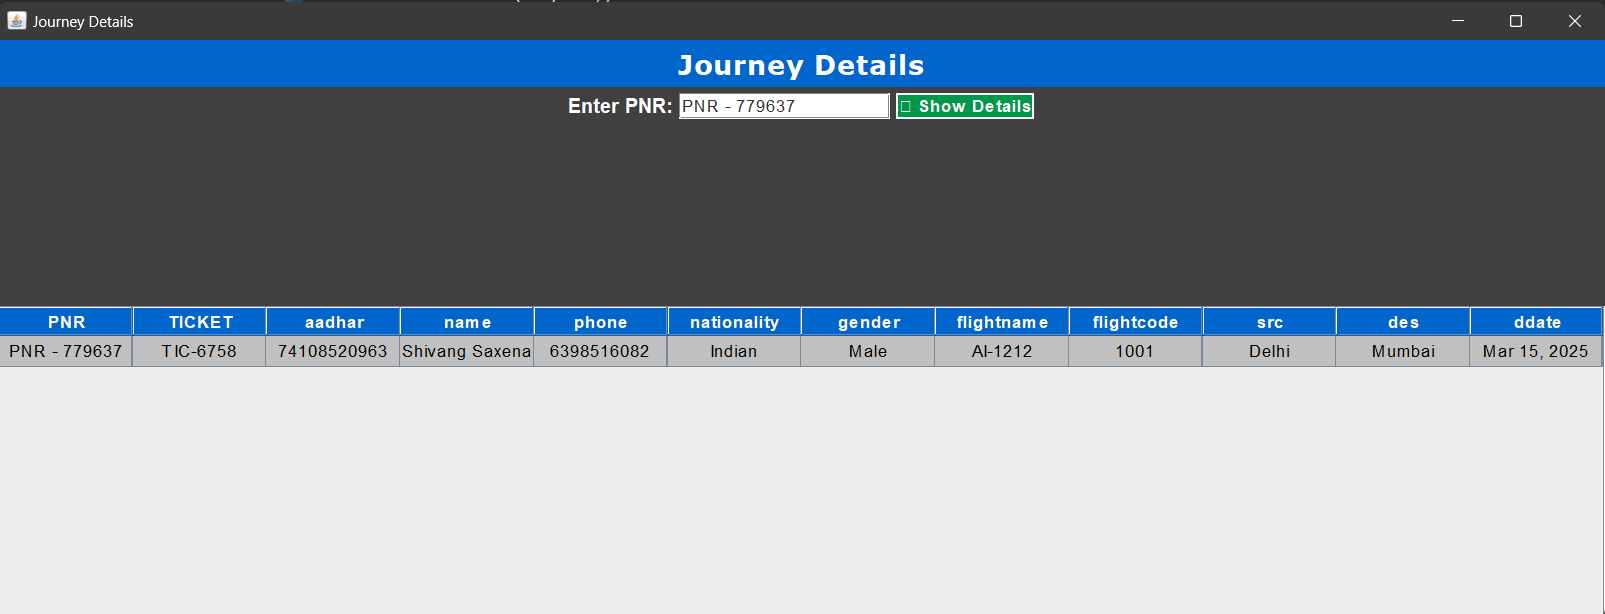 Journey Details
Journey Details
Enter PNR: PNR - 779637 Show Details
PNR TICKET aadhar name phone nationality gender flightname flightcode src des ddate
PNR - 779637 TIC-6758 74108520963 Shivang Saxena 6398516082 Indian Male AI-1212 1001 Delhi Mumbai Mar 15, 2025